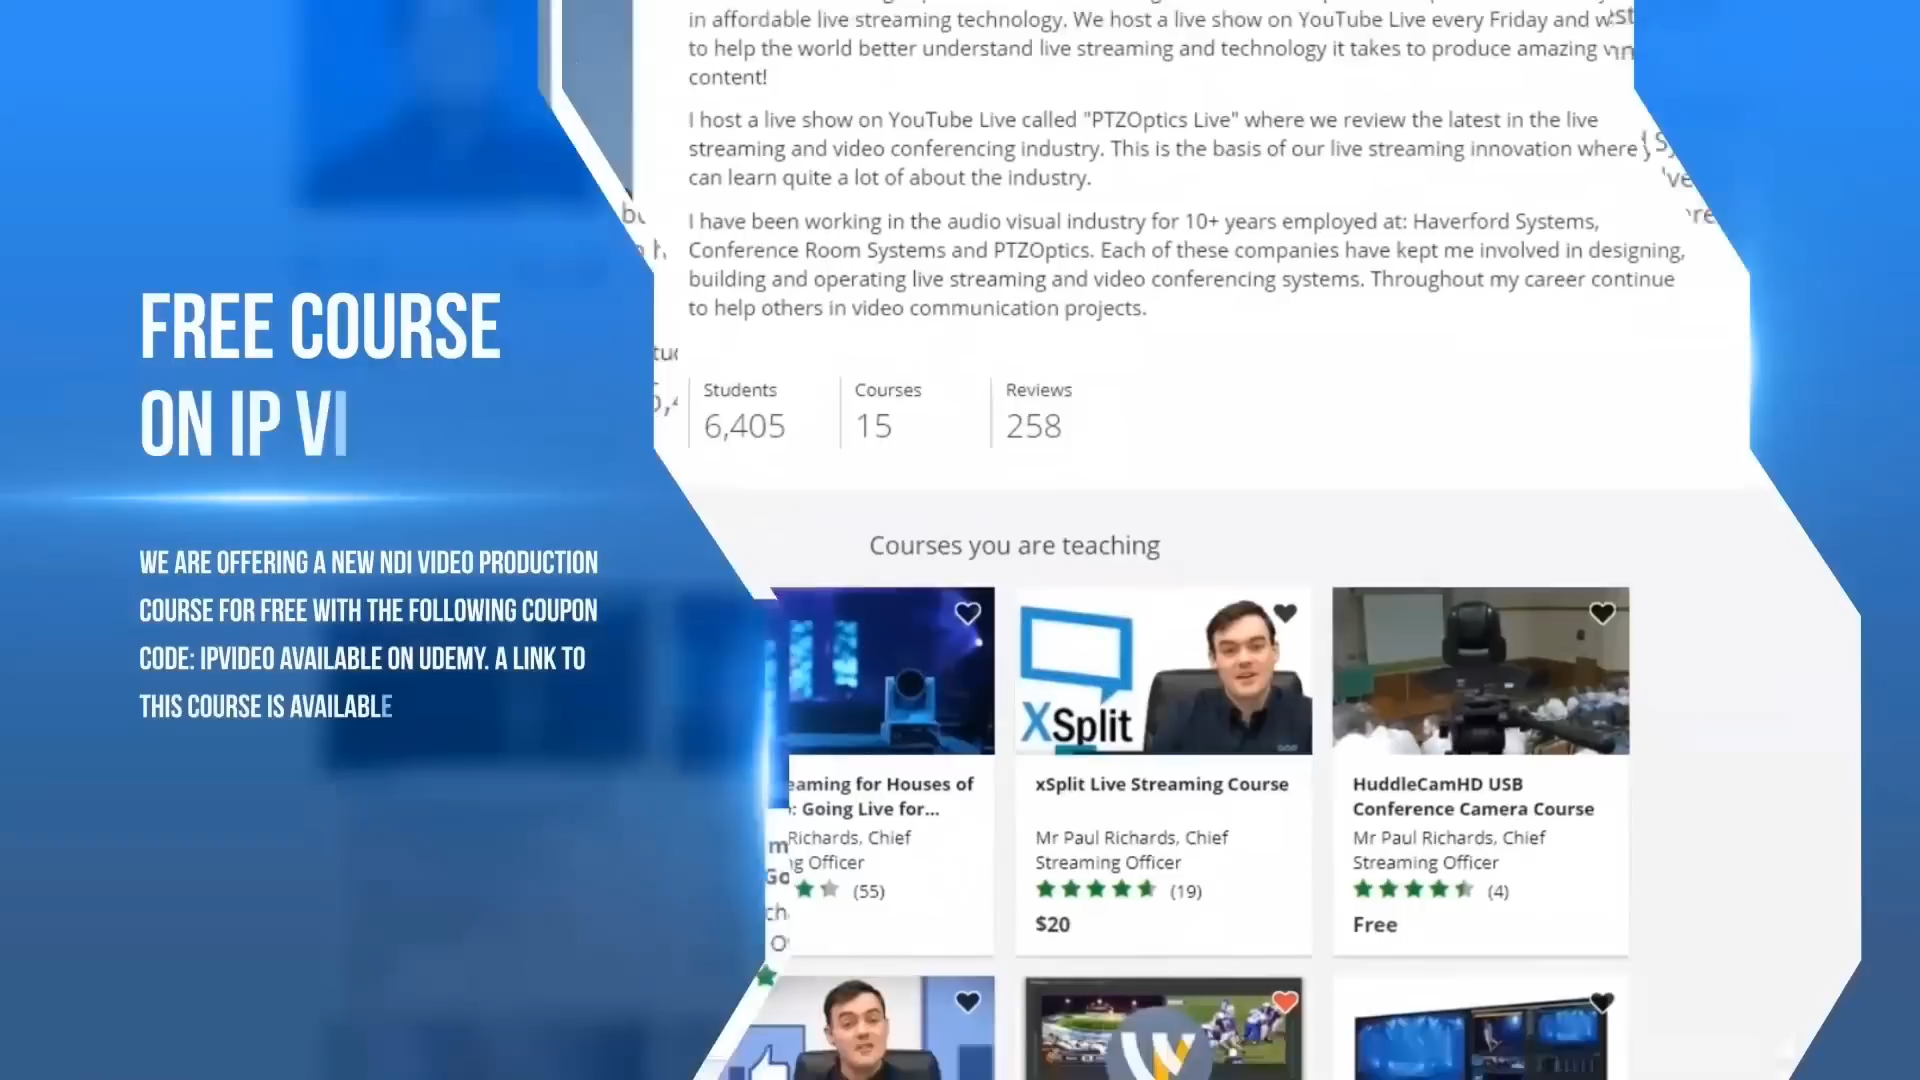 FREE COURSE
ON IP VI
WE ARE OFFERING A NEW NDI VIDEO PRODUCTION
COURSE FOR FREE WITH THE FOLLOWING COUPON
CODE: IPVIDEO AVAILABLE ON UDEMY. A LINK TO
THIS COURSE IS AVAILABLE
in affordable live streaming technology. We host a live show on YouTube Live every Friday and
to help the world better understand live streaming and technology it takes to produce amazing
content!
I host a live show on YouTube Live called "PTZOptics Live" where we review the latest in the live
streaming and video conferencing industry. This is the basis of our live streaming innovation where
can learn quite a lot of about the industry.
I have been working in the audio visual industry for 10+ years employed at: Haverford Systems,
Conference Room Systems and PTZOptics. Each of these companies have kept me involved in designing,
building and operating live streaming and video conferencing systems. Throughout my career continue
to help others in video communication projects.
Students Courses Reviews
6,405 15 258
Courses you are teaching
XSplit
eaming for Houses of
: Going Live for...
Richards, Chief
ng Officer
(55)
xSplit Live Streaming Course
Mr Paul Richards, Chief
Streaming Officer
(19)
$20
HuddleCamHD USB
Conference Camera Course
Mr Paul Richards, Chief
Streaming Officer
(4)
Free